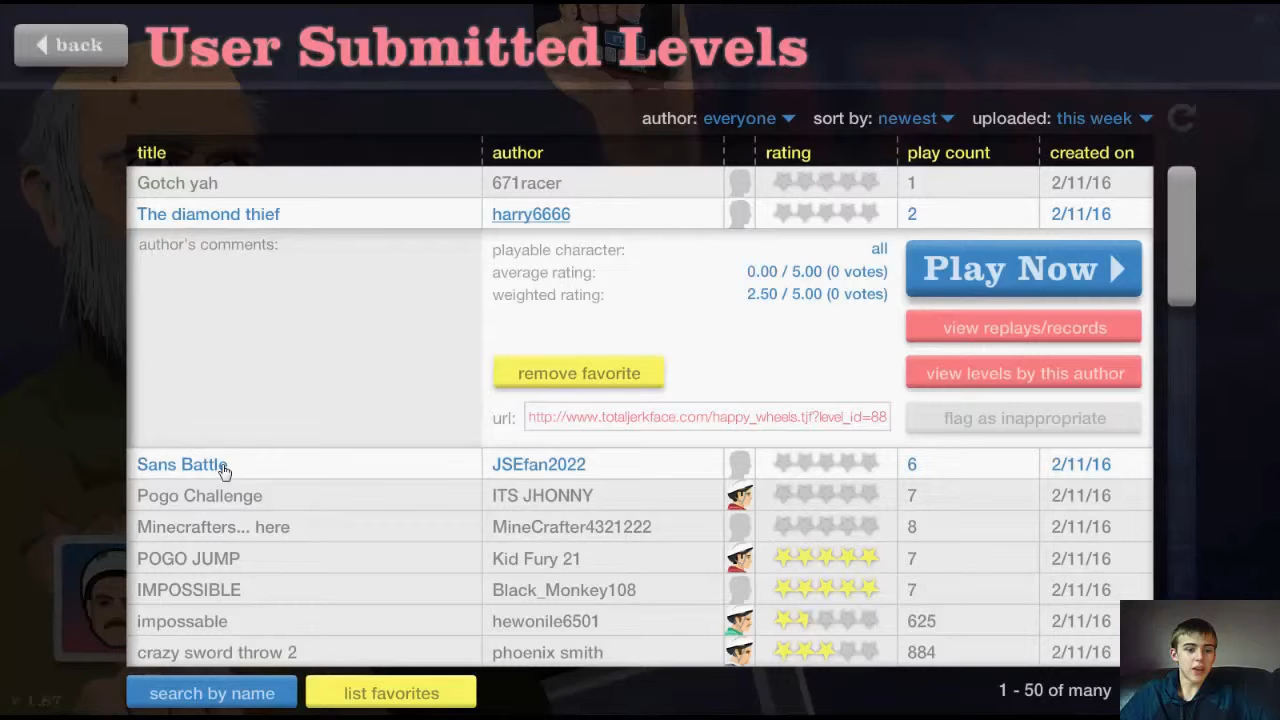 back
User Submitted Levels
author: everyone sort by: newest uploaded: this week
title author rating play count created on
Gotch yah 671racer 1 2/11/16
The diamond thief harry6666 2 2/11/16
author's comments:
playable character: all
average rating: 0.00 / 5.00 (0 votes)
weighted rating: 2.50 / 5.00 (0 votes)
Play Now
view replays/records
remove favorite
view levels by this author
url: http://www.totaljerkface.com/happy_wheels.tjf?level_id=88
flag as inappropriate
Sans Battle JSEfan2022 6 2/11/16
Pogo Challenge ITS JHONNY 7 2/11/16
Minecrafters... here MineCrafter4321222 8 2/11/16
POGO JUMP Kid Fury 21 7 2/11/16
IMPOSSIBLE Black_Monkey108 7 2/11/16
impossable hewonile6501 625 2/11/16
crazy sword throw 2 phoenix smith 884 2/11/16
search by name list favorites 1 - 50 of many
v 1.87